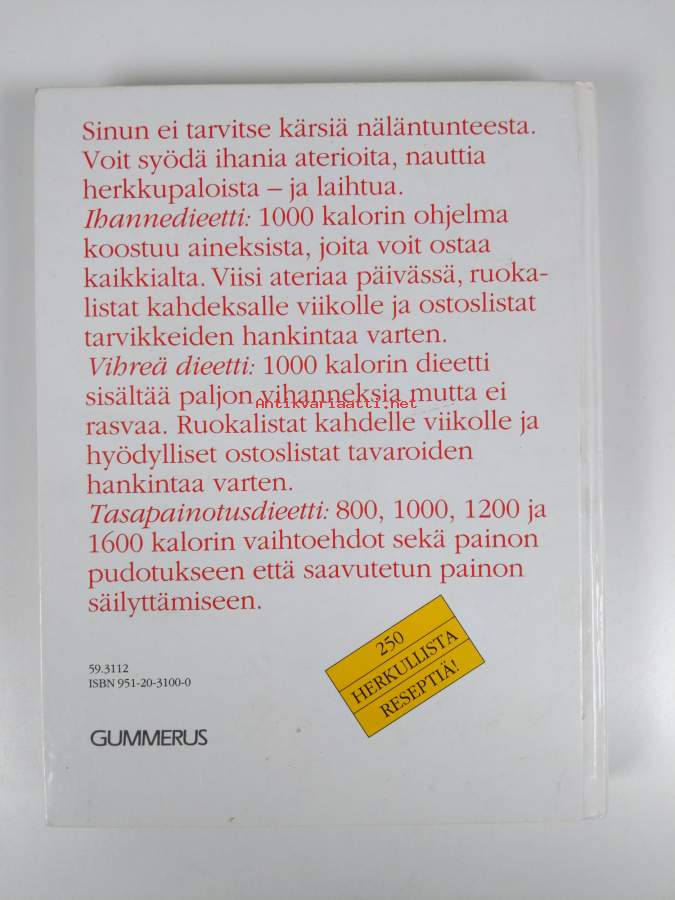 Sinun ei tarvitse kärsiä näläntunteesta.
Voit syödä ihania aterioita, nauttia
herkkupaloista – ja laihtua.
Ihannedieetti: 1000 kalorin ohjelma
koostuu aineksista, joita voit ostaa
kaikkialta. Viisi ateriaa päivässä, ruoka-
listat kahdeksalle viikolle ja ostoslistat
tarvikkeiden hankintaa varten.
Vihreä dieetti: 1000 kalorin dieetti
sisältää paljon vihanneksia mutta ei
Antikvariaatti.net
rasvaa. Ruokalistat kahdelle viikolle ja
hyödylliset ostoslistat tavaroiden
hankintaa varten.
Tasapainotusdieetti: 800, 1000, 1200 ja
1600 kalorin vaihtoehdot sekä painon
pudotukseen että saavutetun painon
säilyttämiseen.
250
HERKULLISTA
RESEPTIÄ!
59.3112
ISBN 951-20-3100-0
GUMMERUS